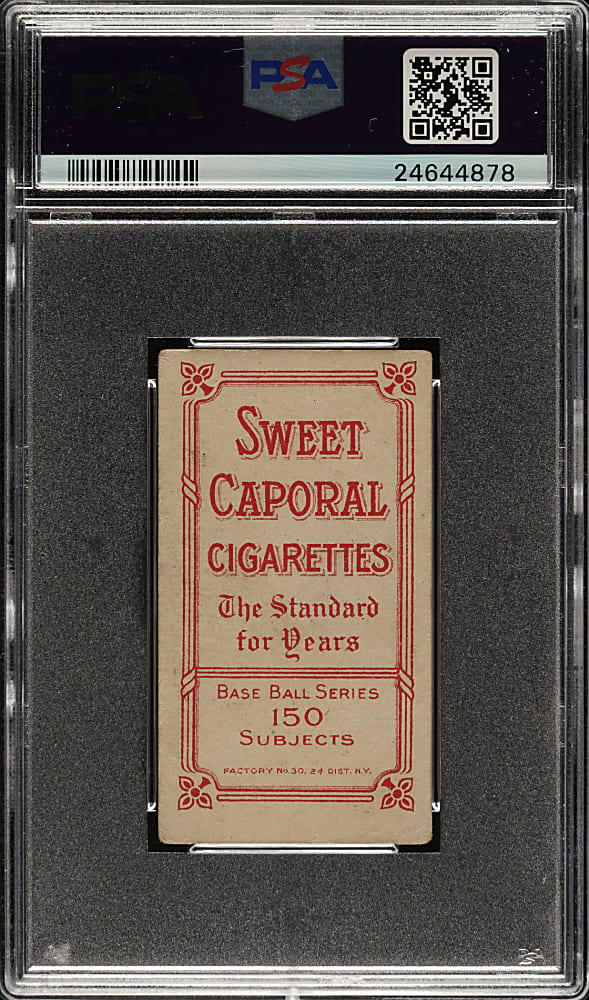 PSA
PSA
24644878
SWEET
CAPORAL
CIGARETTES
The Standard
for Years
BASE BALL SERIES
150
SUBJECTS
FACTORY No. 30, 2d DIST. N.Y.